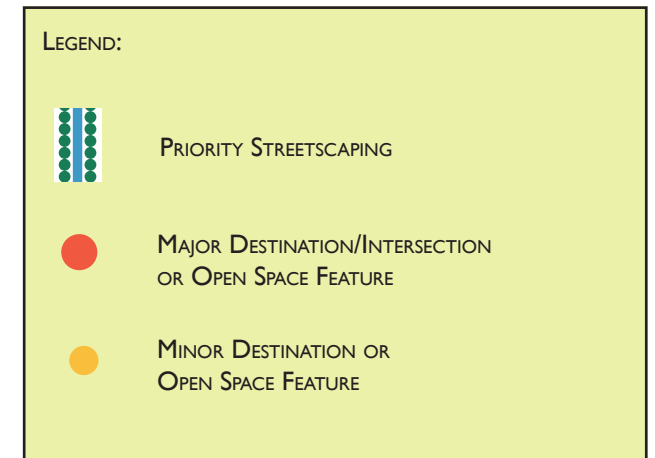 Legend:
Priority Streetscaping
Major Destination/Intersection
or Open Space Feature
Minor Destination or
Open Space Feature